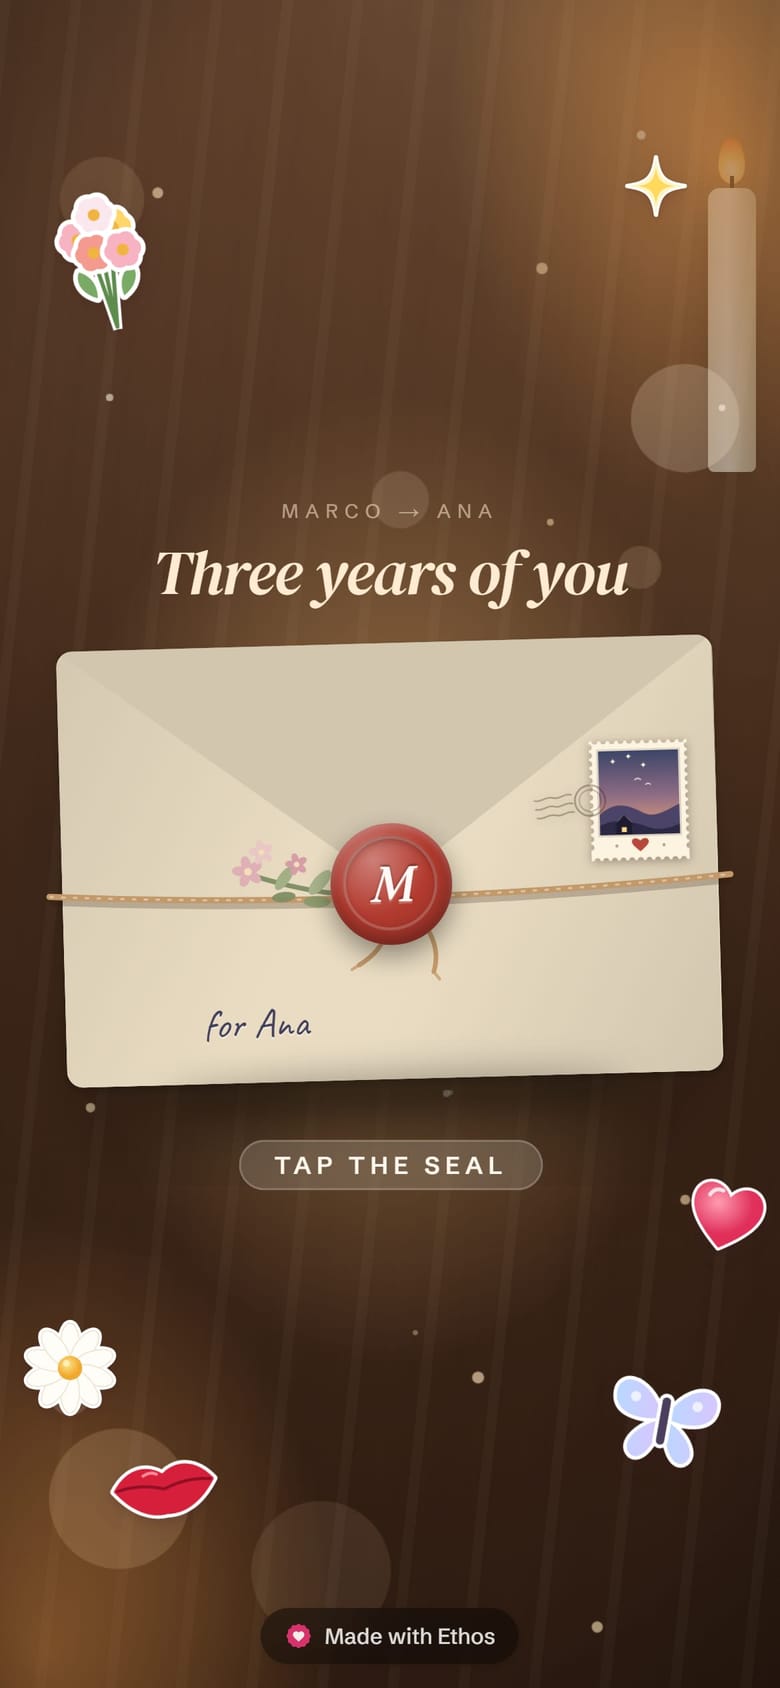 MARCO → ANA
Three years of you
M
for Ana
TAP THE SEAL
Made with Ethos